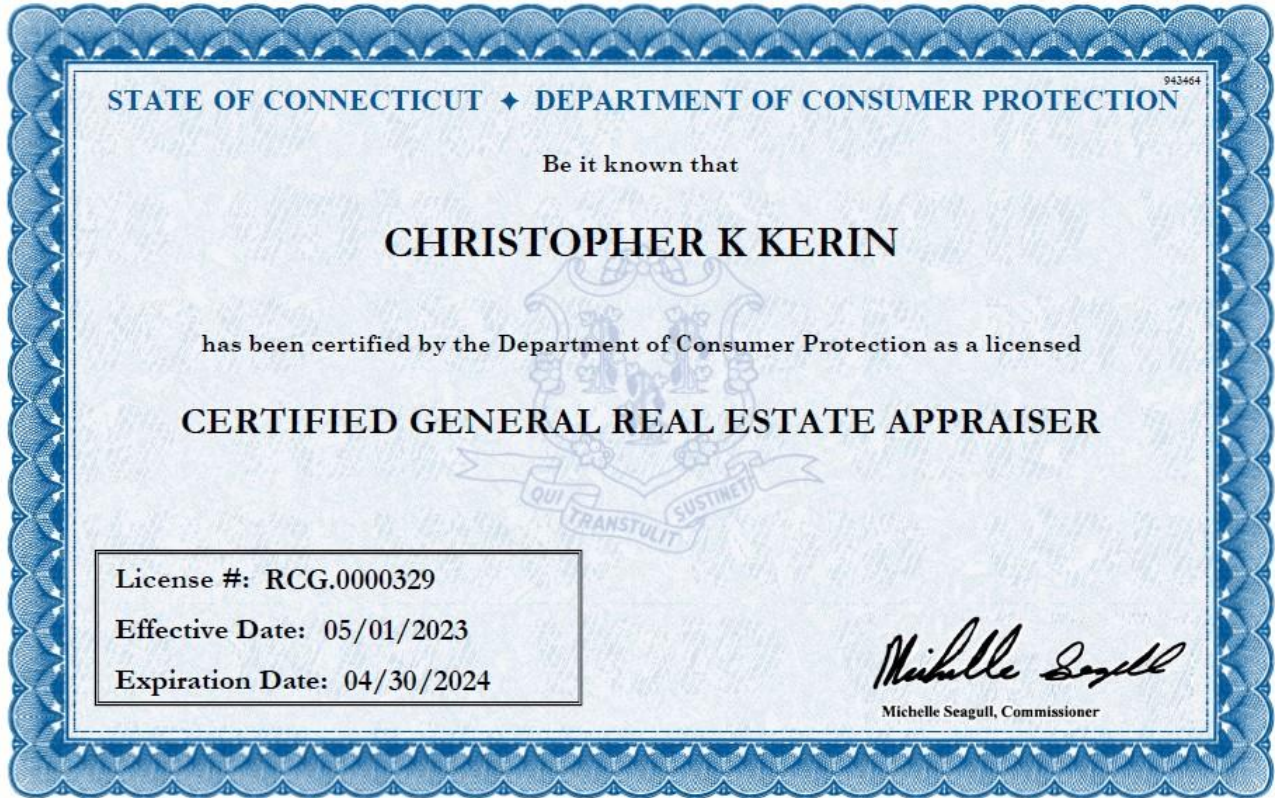 943464
STATE OF CONNECTICUT ✦ DEPARTMENT OF CONSUMER PROTECTION
Be it known that
CHRISTOPHER K KERIN
has been certified by the Department of Consumer Protection as a licensed
CERTIFIED GENERAL REAL ESTATE APPRAISER
QUI TRANSTULIT SUSTINET
License #: RCG.0000329
Effective Date: 05/01/2023
Expiration Date: 04/30/2024
Michelle Seagull
Michelle Seagull, Commissioner